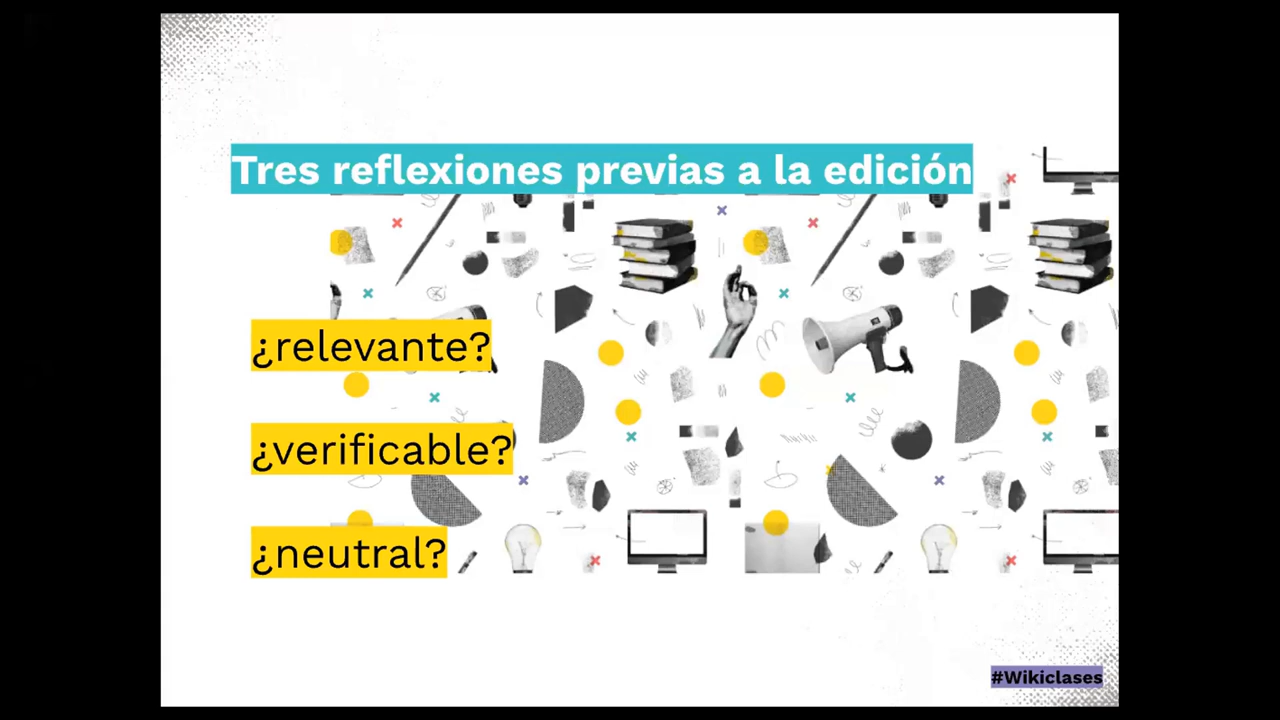 Tres reflexiones previas a la edición
¿relevante?
¿verificable?
¿neutral?
#Wikiclases